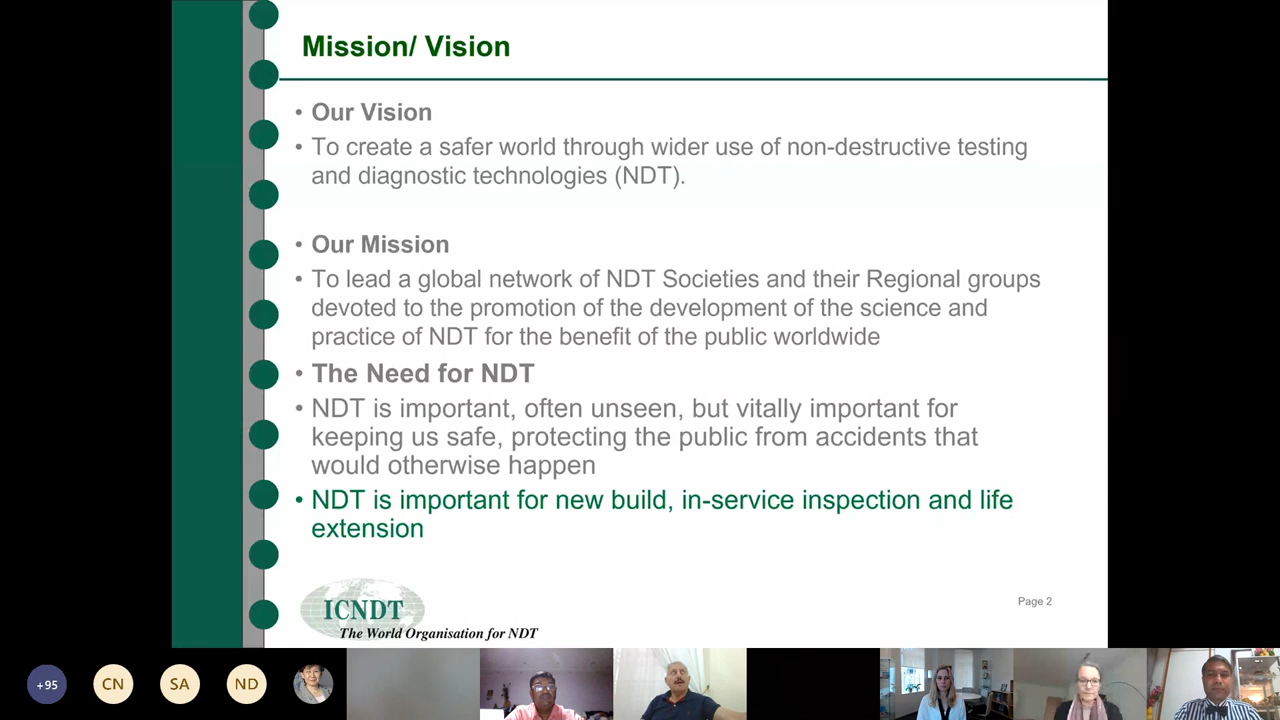 Mission/ Vision
• Our Vision
• To create a safer world through wider use of non-destructive testing
and diagnostic technologies (NDT).
• Our Mission
• To lead a global network of NDT Societies and their Regional groups
devoted to the promotion of the development of the science and
practice of NDT for the benefit of the public worldwide
• The Need for NDT
• NDT is important, often unseen, but vitally important for
keeping us safe, protecting the public from accidents that
would otherwise happen
• NDT is important for new build, in-service inspection and life
extension
ICNDT
The World Organisation for NDT
Page 2
+95
CN
SA
ND